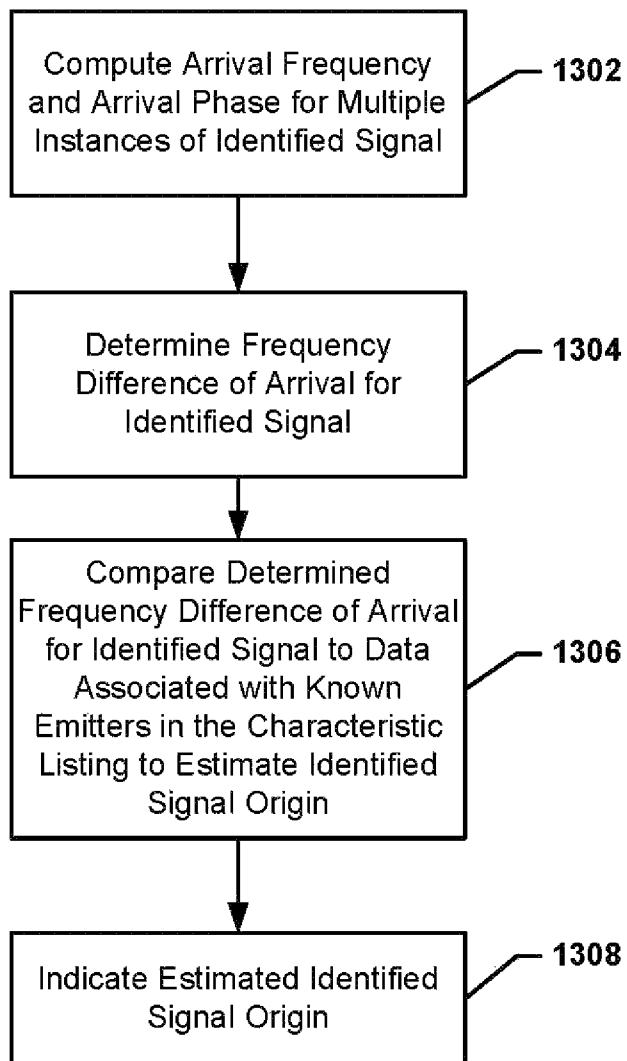 Compute Arrival Frequency
and Arrival Phase for Multiple
Instances of Identified Signal
1302
Determine Frequency
Difference of Arrival for
Identified Signal
1304
Compare Determined
Frequency Difference of Arrival
for Identified Signal to Data
Associated with Known
Emitters in the Characteristic
Listing to Estimate Identified
Signal Origin
1306
Indicate Estimated Identified
Signal Origin
1308